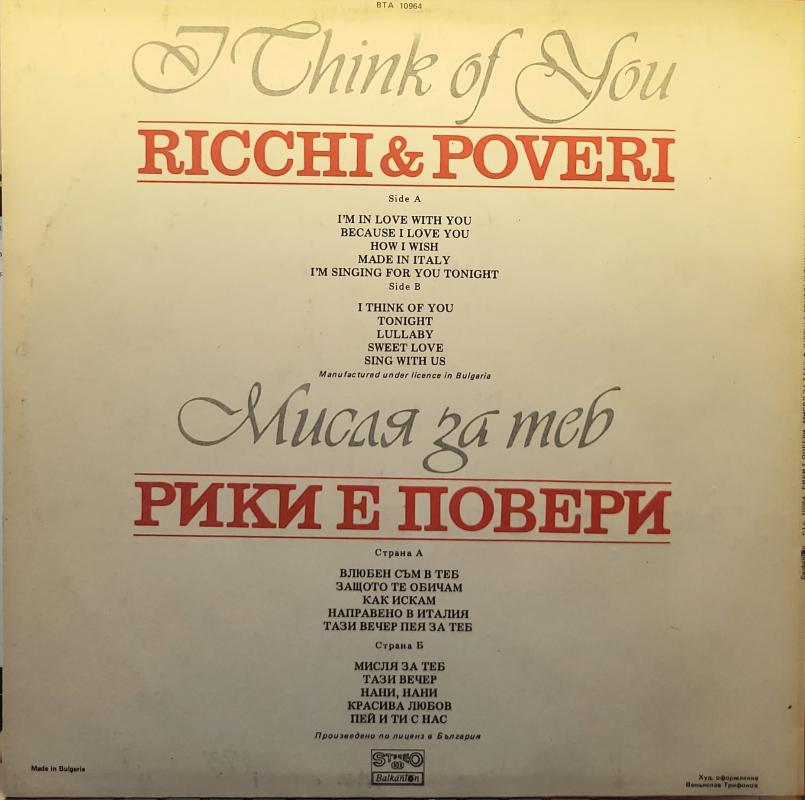 BTA 10964
I Think of You
RICCHI & POVERI
Side A
I'M IN LOVE WITH YOU
BECAUSE I LOVE YOU
HOW I WISH
MADE IN ITALY
I'M SINGING FOR YOU TONIGHT
Side B
I THINK OF YOU
TONIGHT
LULLABY
SWEET LOVE
SING WITH US
Manufactured under licence in Bulgaria
Мисля за теб
РИКИ Е ПОВЕРИ
Страна А
ВЛЮБЕН СЪМ В ТЕБ
ЗАЩОТО ТЕ ОБИЧАМ
КАК ИСКАМ
НАПРАВЕНО В ИТАЛИЯ
ТАЗИ ВЕЧЕР ПЕЯ ЗА ТЕБ
Страна Б
МИСЛЯ ЗА ТЕБ
ТАЗИ ВЕЧЕР
НАНИ, НАНИ
КРАСИВА ЛЮБОВ
ПЕЙ И ТИ С НАС
Произведено по лиценз в България
STEREO
Balkanton
Made in Bulgaria
Худ. оформление
Венцислав Трифонов